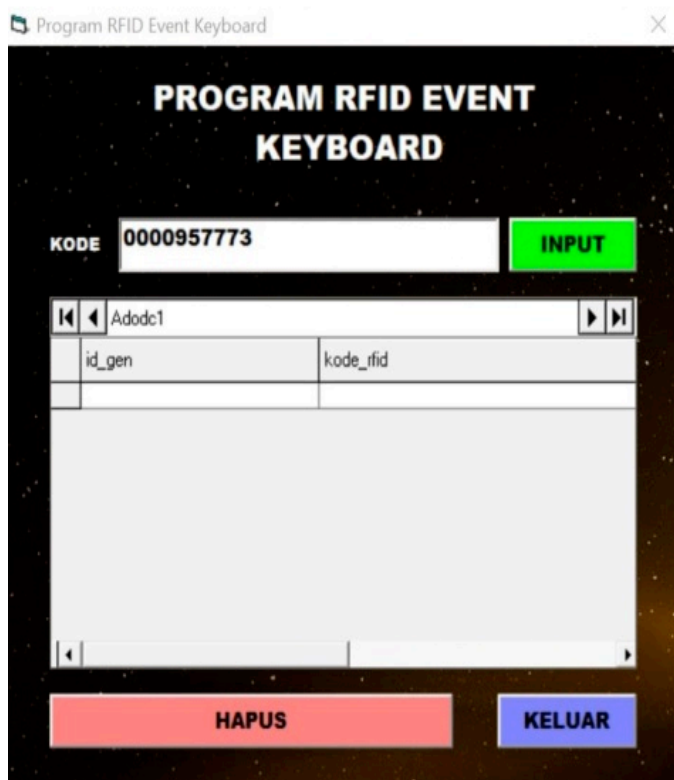 Program RFID Event Keyboard
PROGRAM RFID EVENT
KEYBOARD
KODE 0000957773 INPUT
Adodc1
id_gen kode_rfid
HAPUS KELUAR